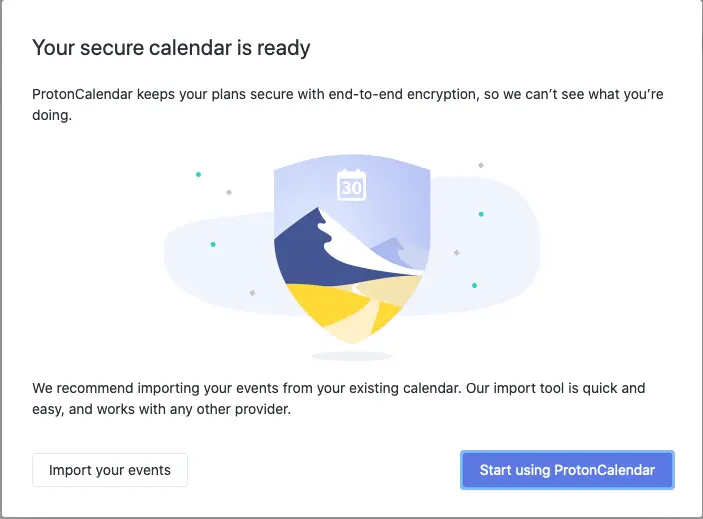 Your secure calendar is ready
ProtonCalendar keeps your plans secure with end-to-end encryption, so we can’t see what you’re
doing.
30
We recommend importing your events from your existing calendar. Our import tool is quick and
easy, and works with any other provider.
Import your events
Start using ProtonCalendar